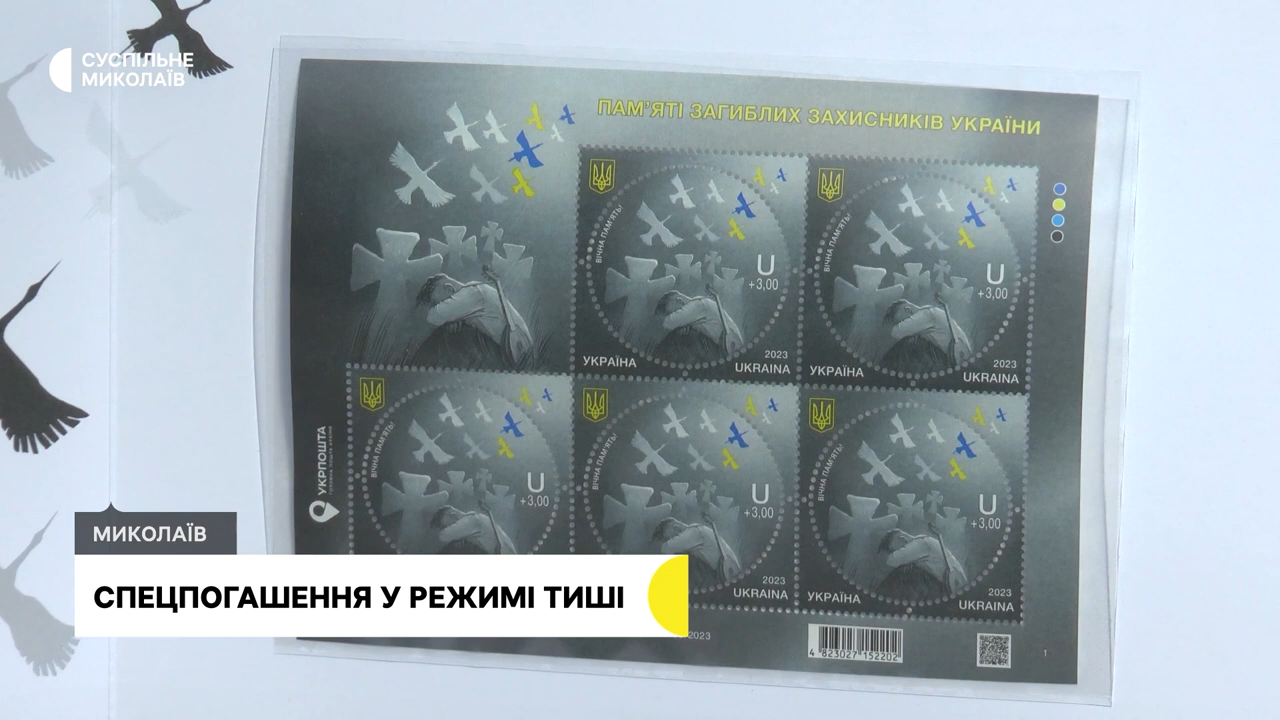 СУСПІЛЬНЕ
МИКОЛАЇВ
ПАМ'ЯТІ ЗАГИБЛИХ ЗАХИСНИКІВ УКРАЇНИ
ВІЧНА ПАМ'ЯТЬ!
U
+3,00
УКРАЇНА
2023
UKRAINA
ВІЧНА ПАМ'ЯТЬ!
U
+3,00
УКРАЇНА
2023
UKRAINA
ВІЧНА ПАМ'ЯТЬ!
U
+3,00
ВІЧНА ПАМ'ЯТЬ!
U
+3,00
2023
UKRAINA
ВІЧНА ПАМ'ЯТЬ!
U
+3,00
УКРАЇНА
2023
UKRAINA
УКРПОШТА
МИКОЛАЇВ
СПЕЦПОГАШЕННЯ У РЕЖИМІ ТИШІ
2023
4 823027 152202
1